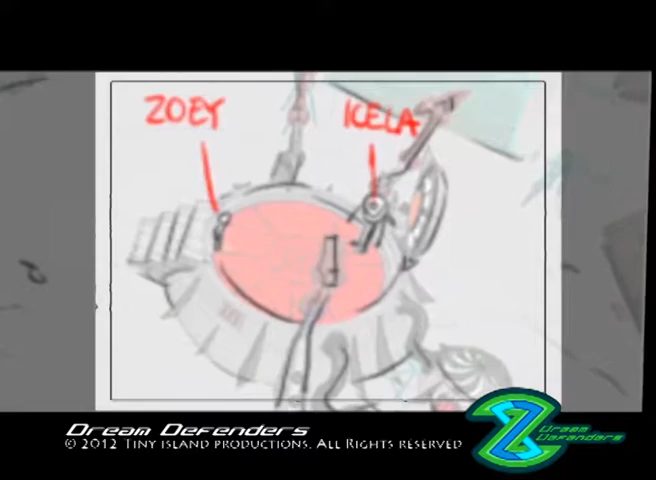 ZOEY
ICELA
Dream Defenders
© 2012 Tiny Island Productions. All Rights Reserved
Dream
Defenders